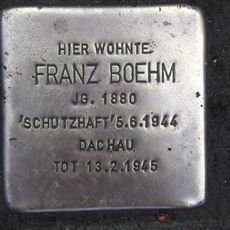 HIER WOHNTE
FRANZ BOEHM
JG. 1880
'SCHUTZHAFT' 5.6.1944
DACHAU
TOT 13.2.1945